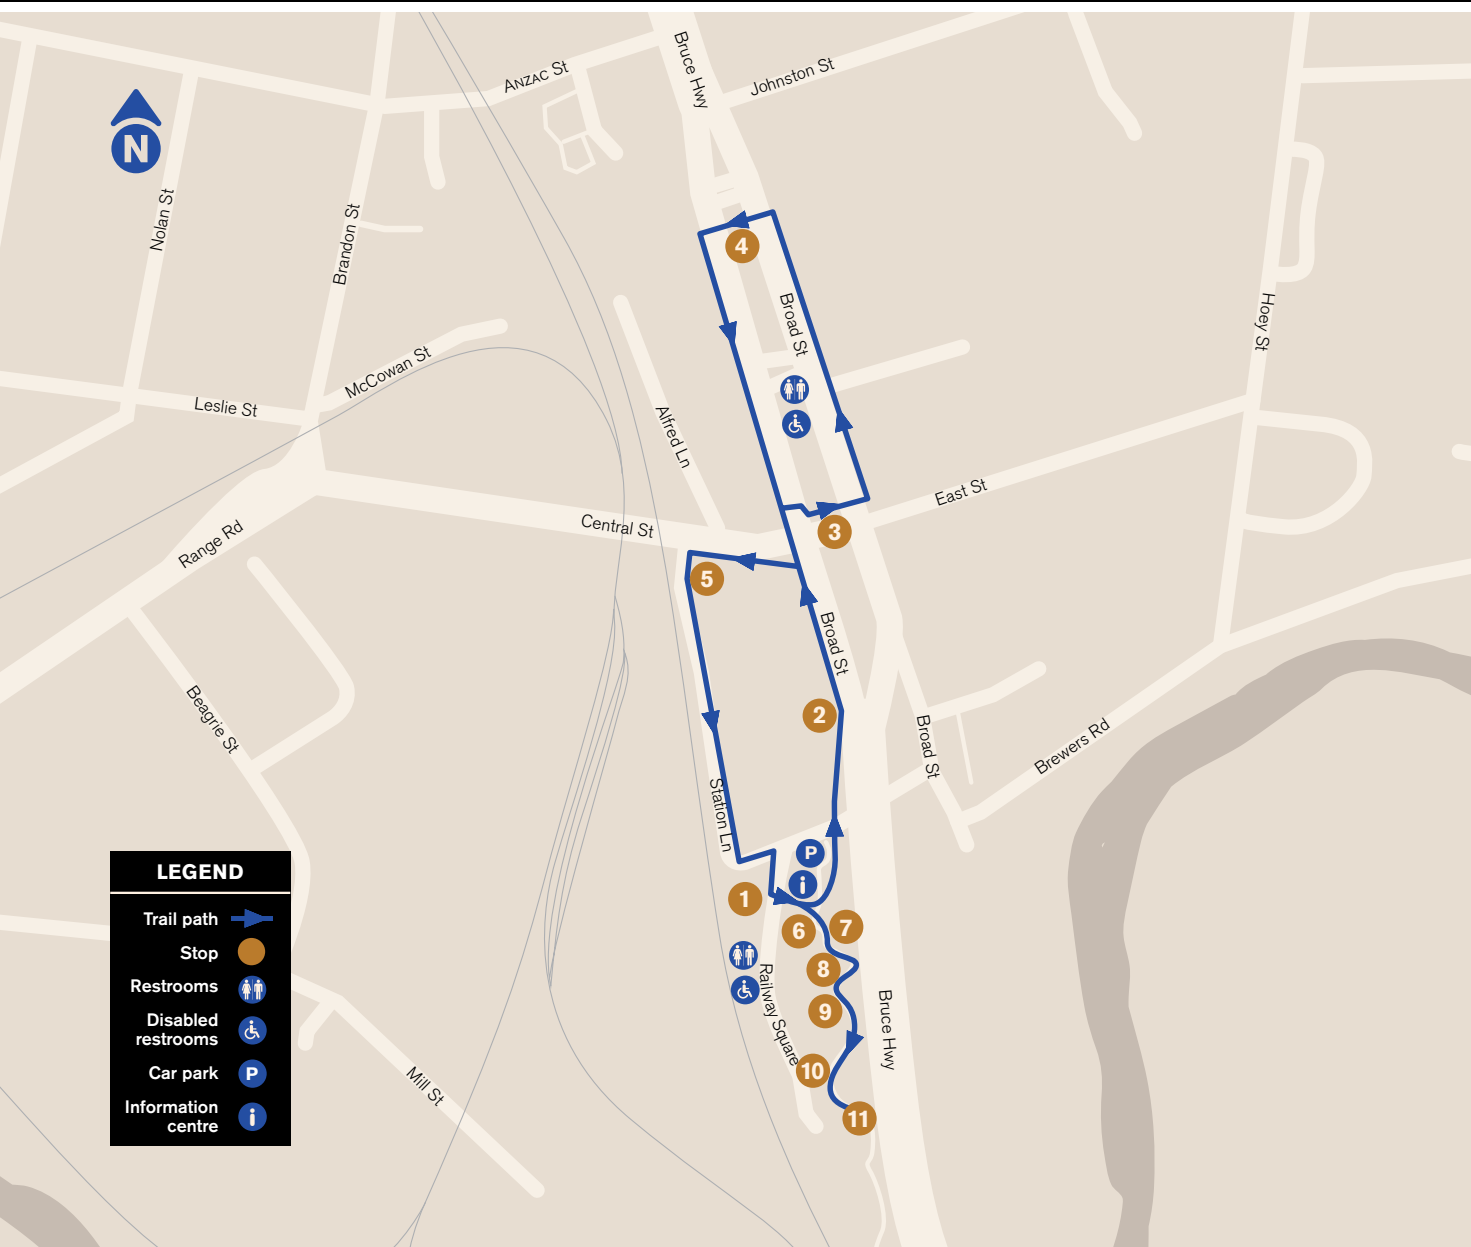 Bruce Hwy
Johnston St
Anzac St
N
Nolan St
Brandon St
4
Broad St
Hoey St
McCowan St
Leslie St
Alfred Ln
East St
Central St
3
Range Rd
5
Broad St
Beagrie St
2
Broad St
Brewers Rd
Station Ln
P
i
1
6
7
8
9
Railway Square
Bruce Hwy
10
11
Mill St
LEGEND
Trail path
Stop
Restrooms
Disabled
restrooms
Car park
P
Information
centre
i